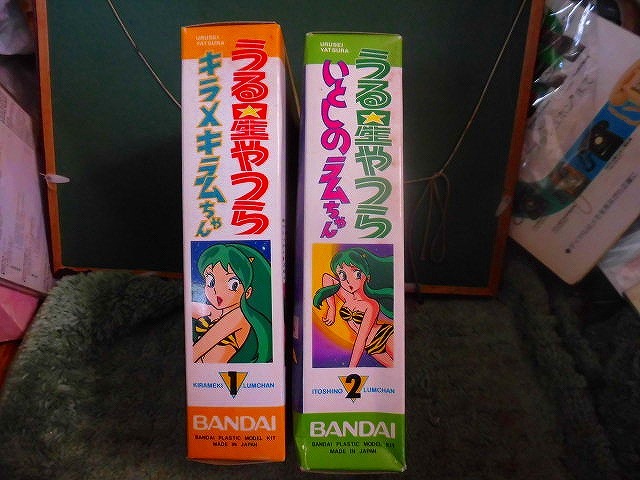 URUSEI
YATSURA
うる星やつら
キラメキラムちゃん
KIRAMEKI 1 LUMCHAN
BANDAI
BANDAI PLASTIC MODEL KIT
MADE IN JAPAN
URUSEI
YATSURA
うる星やつら
いとしのラムちゃん
ITOSHINO 2 LUMCHAN
BANDAI
BANDAI PLASTIC MODEL KIT
MADE IN JAPAN